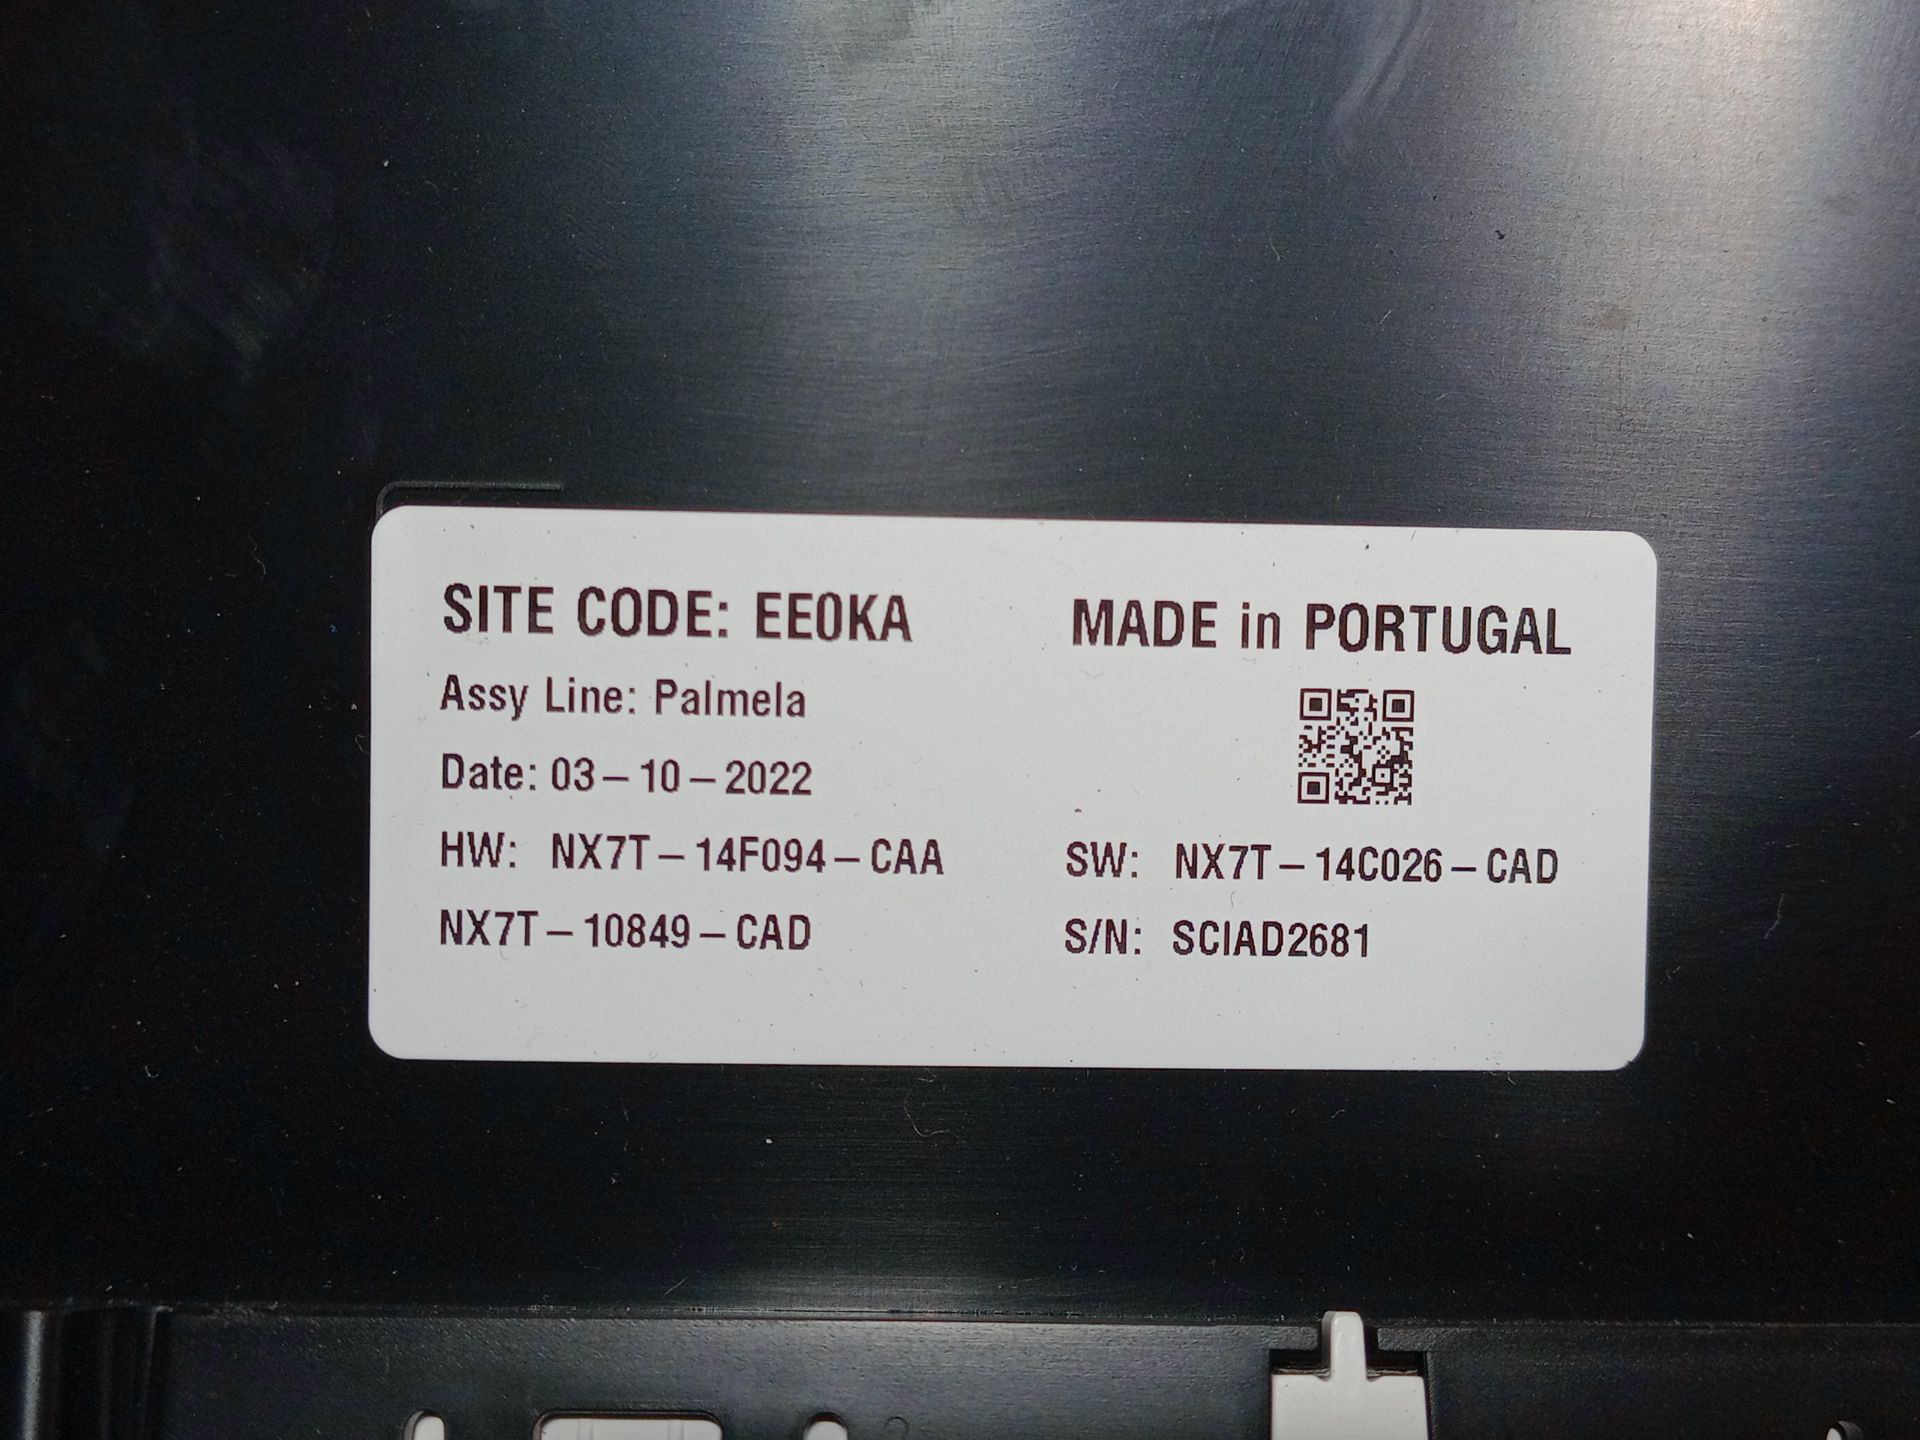 SITE CODE: EE0KA
MADE in PORTUGAL
Assy Line: Palmela
Date: 03-10-2022
HW: NX7T-14F094-CAA
SW: NX7T-14C026-CAD
NX7T-10849-CAD
S/N: SCIAD2681